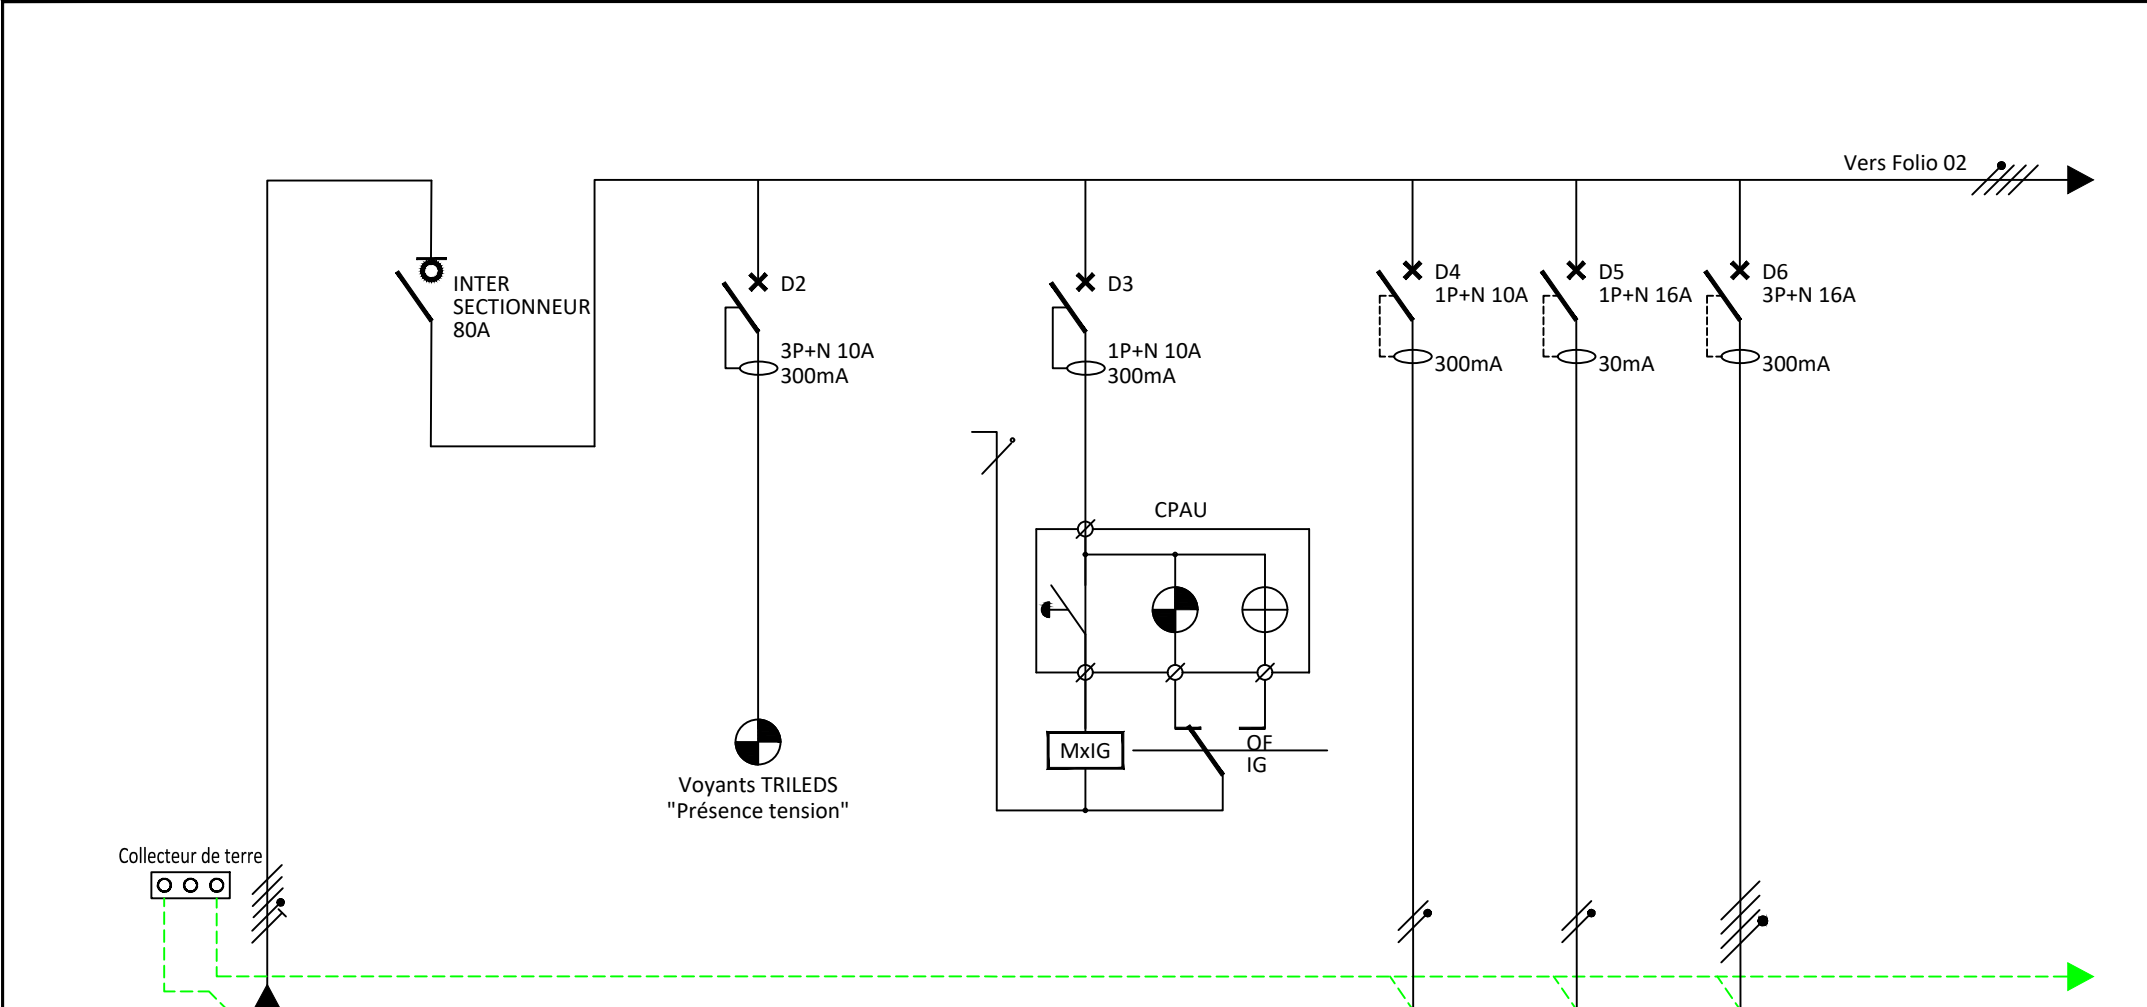 Vers Folio 02
INTER
SECTIONNEUR
80A
D2
3P+N 10A
300mA
D3
1P+N 10A
300mA
D4
1P+N 10A
300mA
D5
1P+N 16A
30mA
D6
3P+N 16A
300mA
CPAU
MxIG
OF
IG
Voyants TRILEDS
"Présence tension"
Collecteur de terre